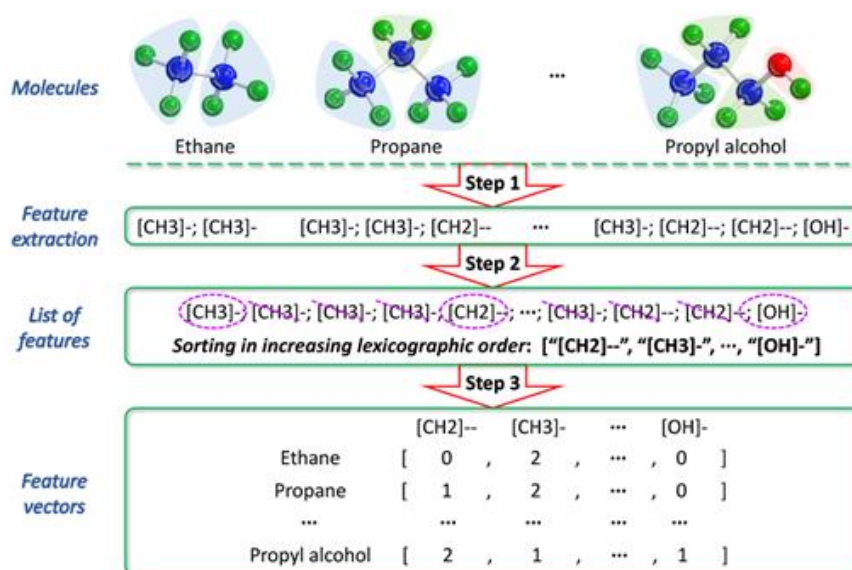 Molecules
Ethane
Propane
...
Propyl alcohol
Step 1
Feature
extraction
[CH3]-; [CH3]-
[CH3]-; [CH3]-; [CH2]--
...
[CH3]-; [CH2]--; [CH2]--; [OH]-
Step 2
List of
features
[CH3]-; [CH3]-; [CH3]-; [CH3]-; [CH2]--; ...; [CH3]-; [CH2]--; [CH2]--; [OH]-
Sorting in increasing lexicographic order: [“[CH2]--”, “[CH3]-”, ..., “[OH]-”]
Step 3
Feature
vectors
[CH2]-- [CH3]- ... [OH]-
Ethane [ 0 , 2 , ... , 0 ]
Propane [ 1 , 2 , ... , 0 ]
... ... ... ... ...
Propyl alcohol [ 2 , 1 , ... , 1 ]